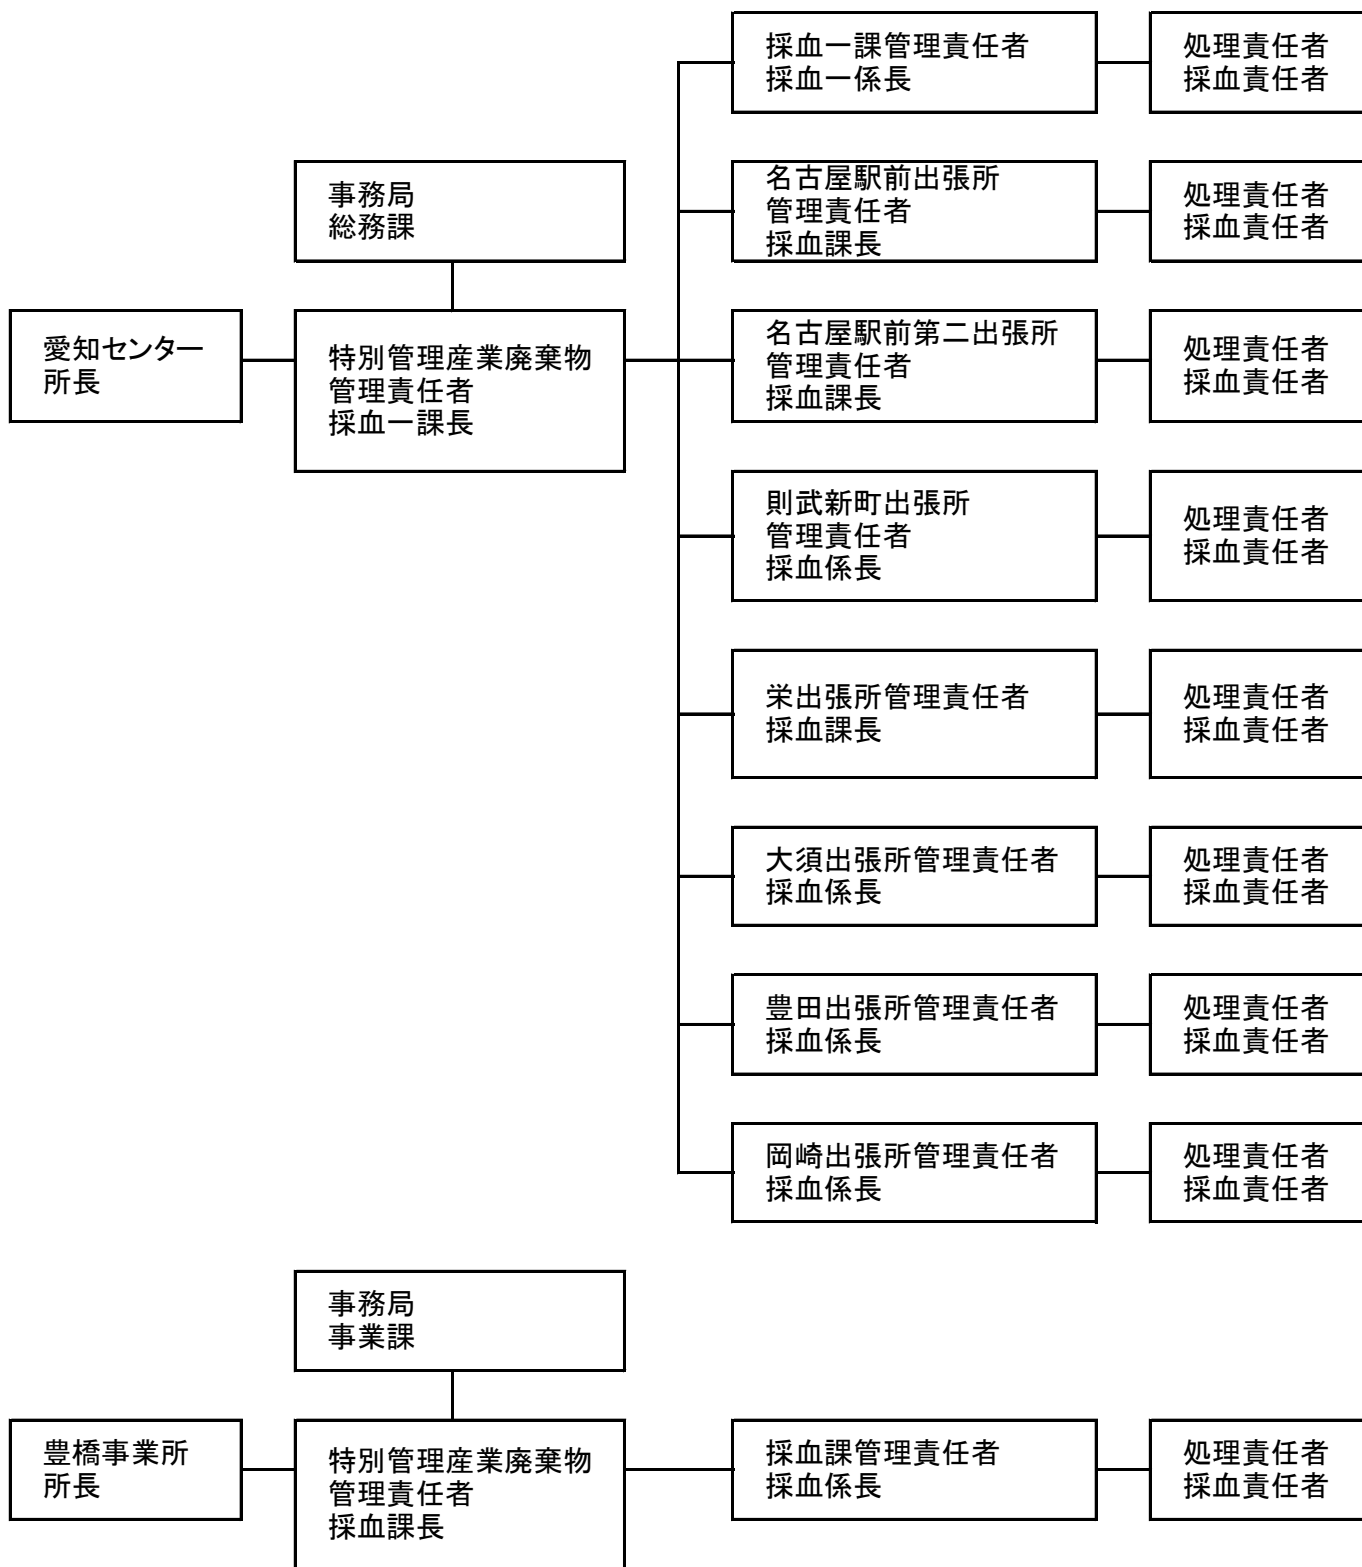 採血一課管理責任者
採血一係長
処理責任者
採血責任者
事務局
総務課
名古屋駅前出張所
管理責任者
採血課長
処理責任者
採血責任者
愛知センター
所長
特別管理産業廃棄物
管理責任者
採血一課長
名古屋駅前第二出張所
管理責任者
採血課長
処理責任者
採血責任者
則武新町出張所
管理責任者
採血係長
処理責任者
採血責任者
栄出張所管理責任者
採血課長
処理責任者
採血責任者
大須出張所管理責任者
採血係長
処理責任者
採血責任者
豊田出張所管理責任者
採血係長
処理責任者
採血責任者
岡崎出張所管理責任者
採血係長
処理責任者
採血責任者
事務局
事業課
豊橋事業所
所長
特別管理産業廃棄物
管理責任者
採血課長
採血課管理責任者
採血係長
処理責任者
採血責任者